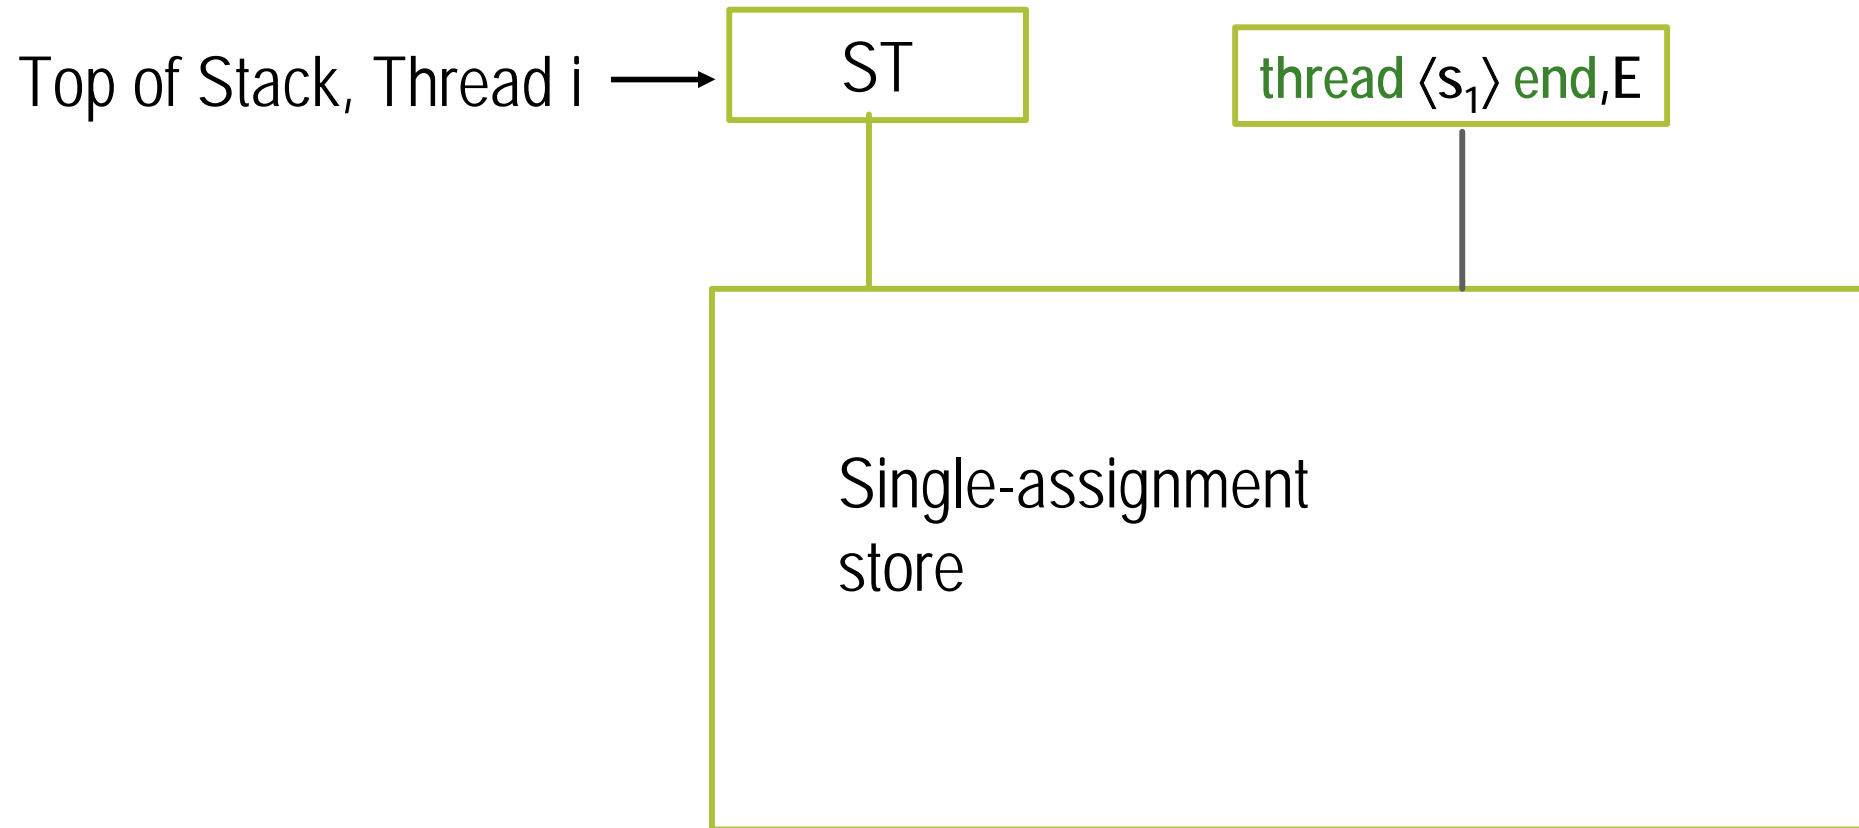 Top of Stack, Thread i
ST
thread ⟨s₁⟩ end,E
Single-assignment
store